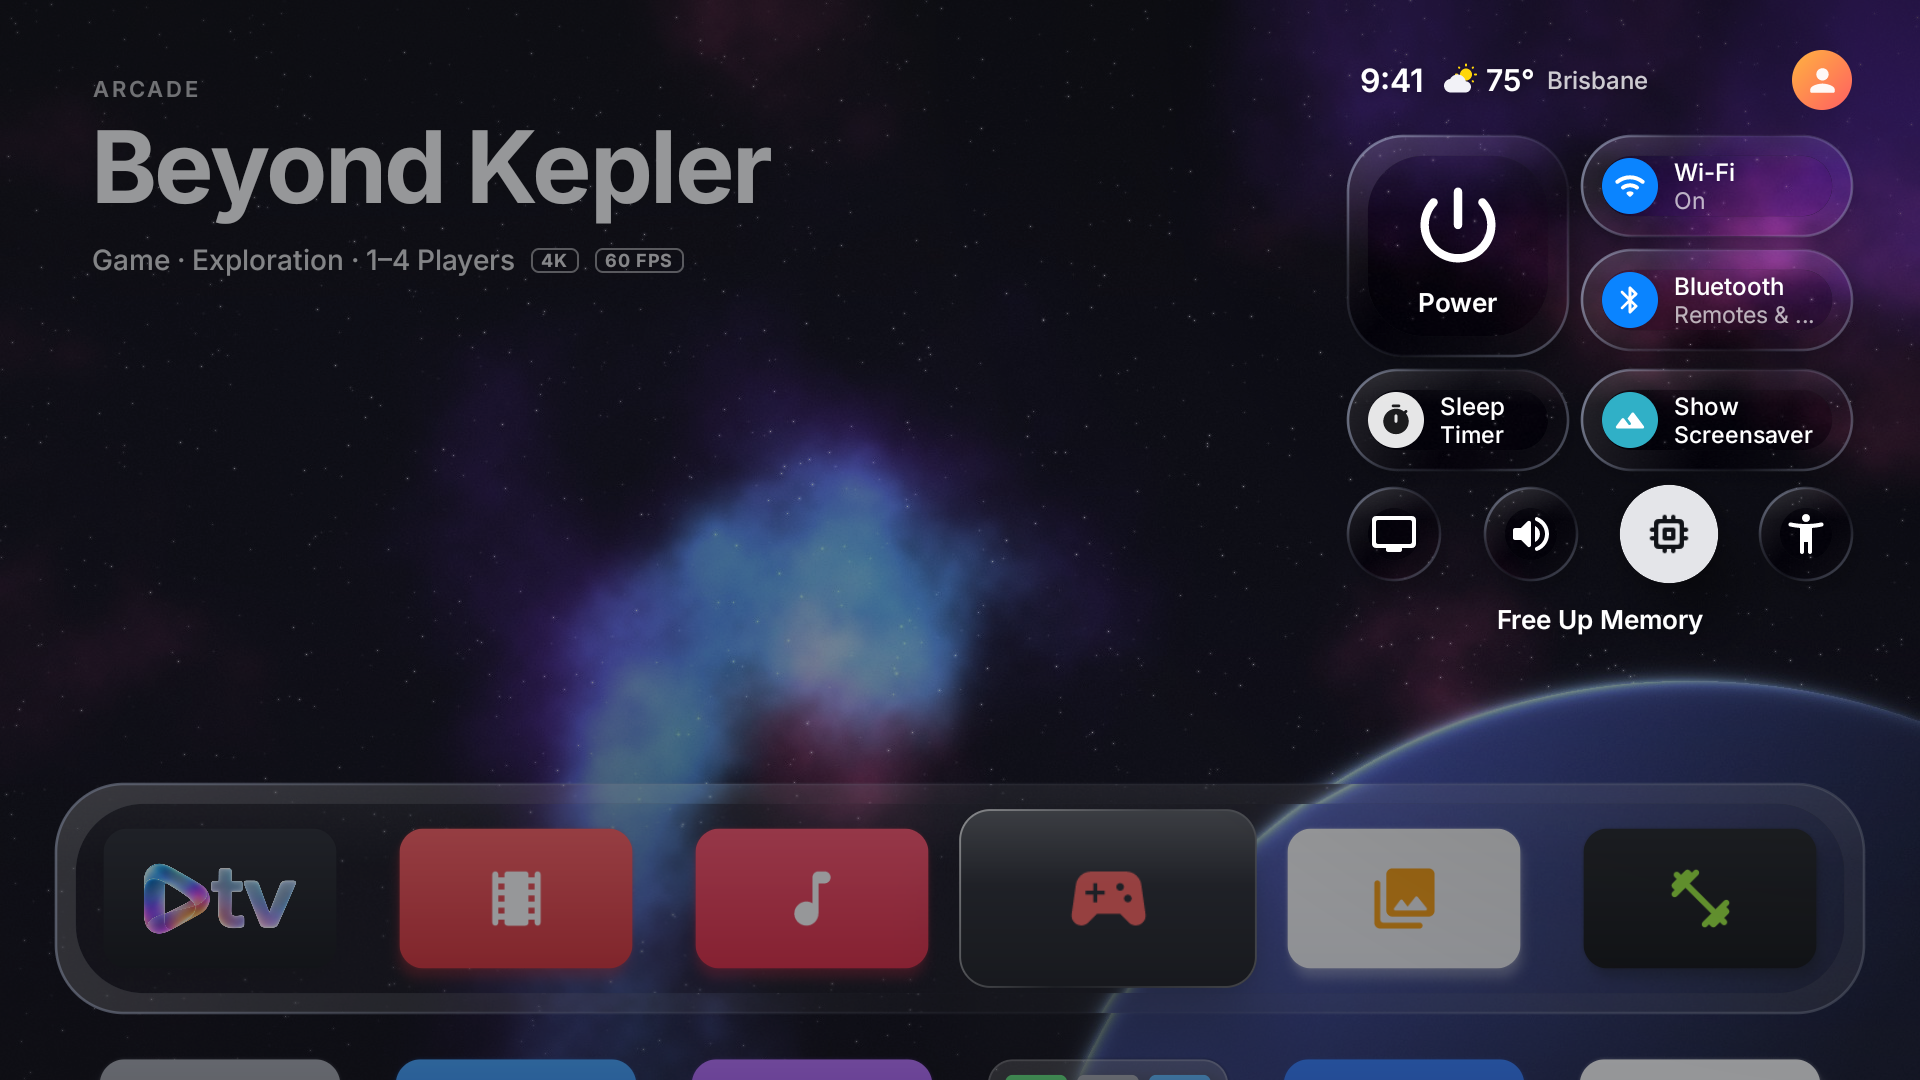 ARCADE
Beyond Kepler
Game · Exploration · 1–4 Players 4K 60 FPS
9:41 75° Brisbane
Power
Wi-Fi
On
Bluetooth
Remotes & ...
Sleep
Timer
Show
Screensaver
Free Up Memory
tv